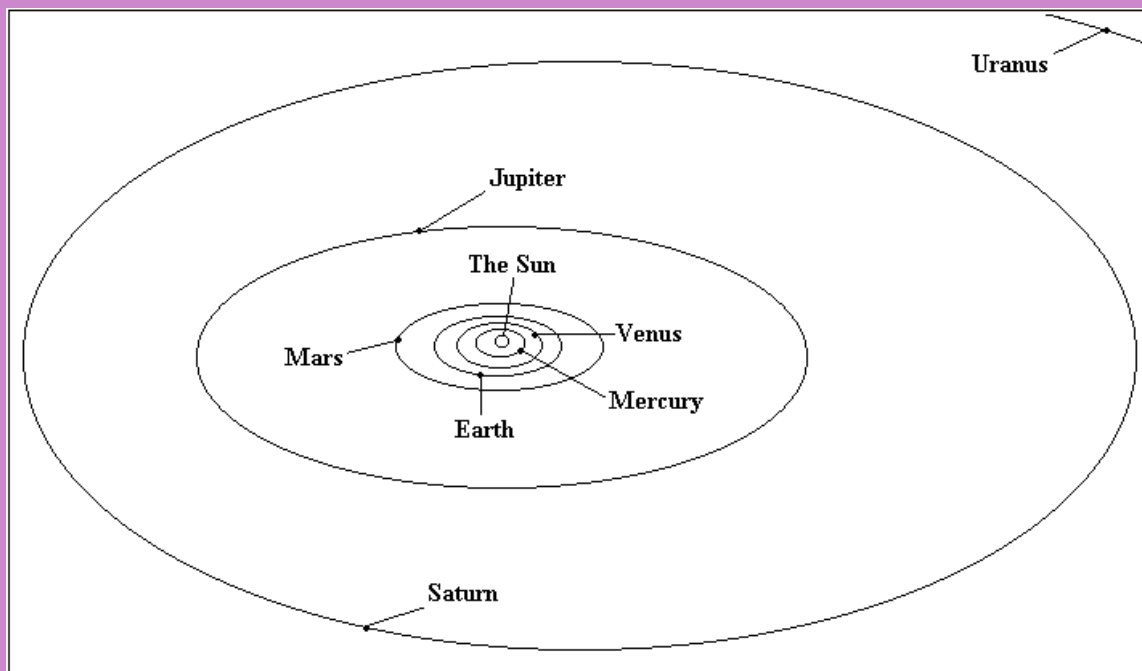 Uranus
Jupiter
The Sun
Venus
Mars
Mercury
Earth
Saturn